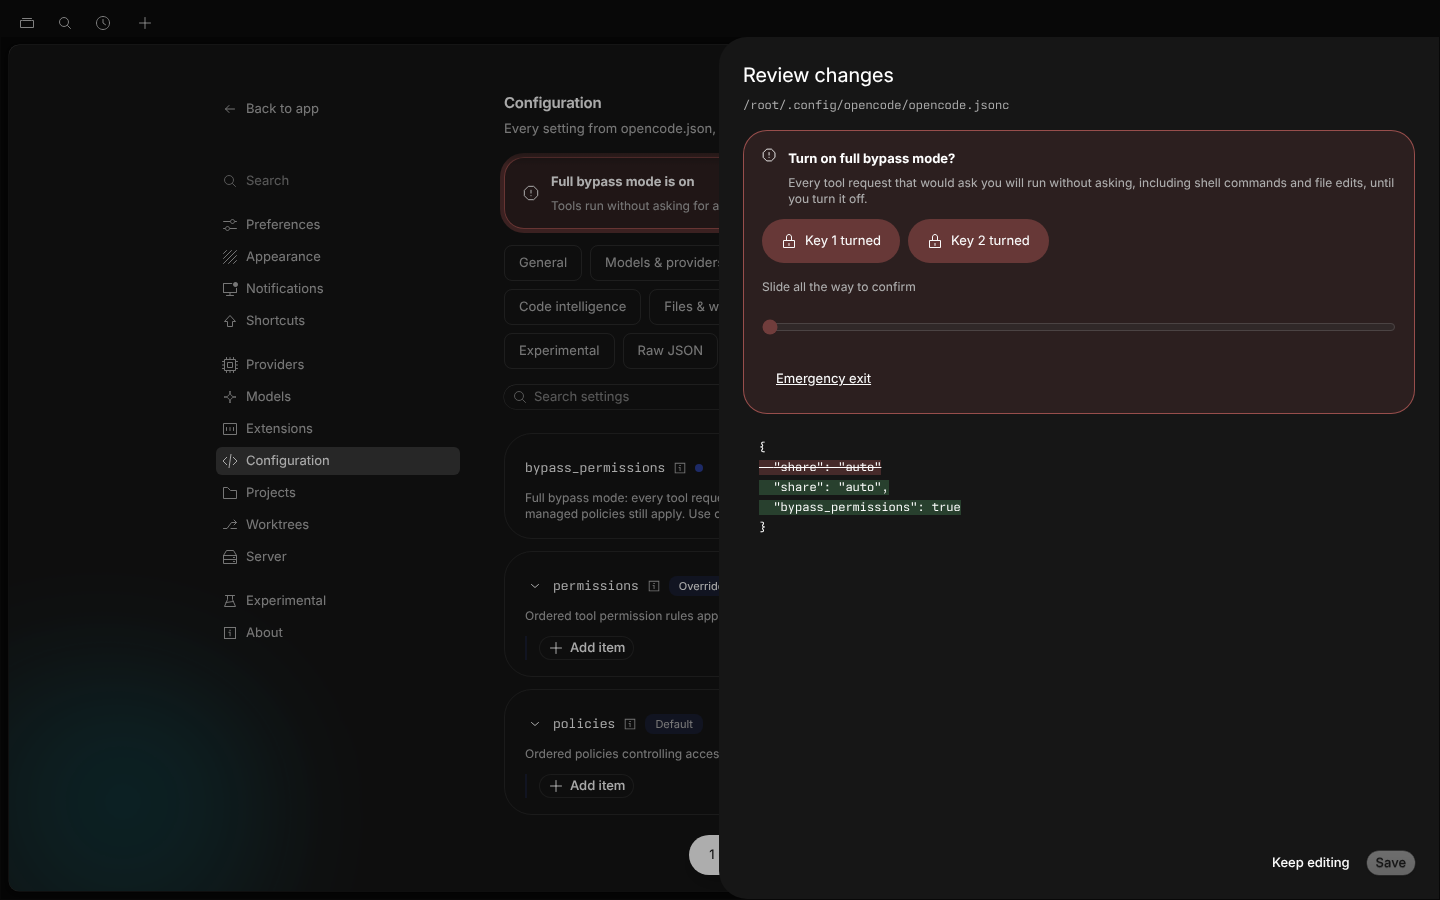 Back to app
Search
Preferences
Appearance
Notifications
Shortcuts
Providers
Models
Extensions
Configuration
Projects
Worktrees
Server
Experimental
About
Configuration
Every setting from opencode.json,
Full bypass mode is on
Tools run without asking for a
General
Models & provider
Code intelligence
Files & w
Experimental
Raw JSON
Search settings
bypass_permissions
Full bypass mode: every tool reque
managed policies still apply. Use c
permissions
Overrid
Ordered tool permission rules app
Add item
policies
Default
Ordered policies controlling acces
Add item
1
Review changes
/root/.config/opencode/opencode.jsonc
Turn on full bypass mode?
Every tool request that would ask you will run without asking, including shell commands and file edits, until
you turn it off.
Key 1 turned
Key 2 turned
Slide all the way to confirm
Emergency exit
{
"share": "auto"
"share": "auto",
"bypass_permissions": true
}
Keep editing
Save